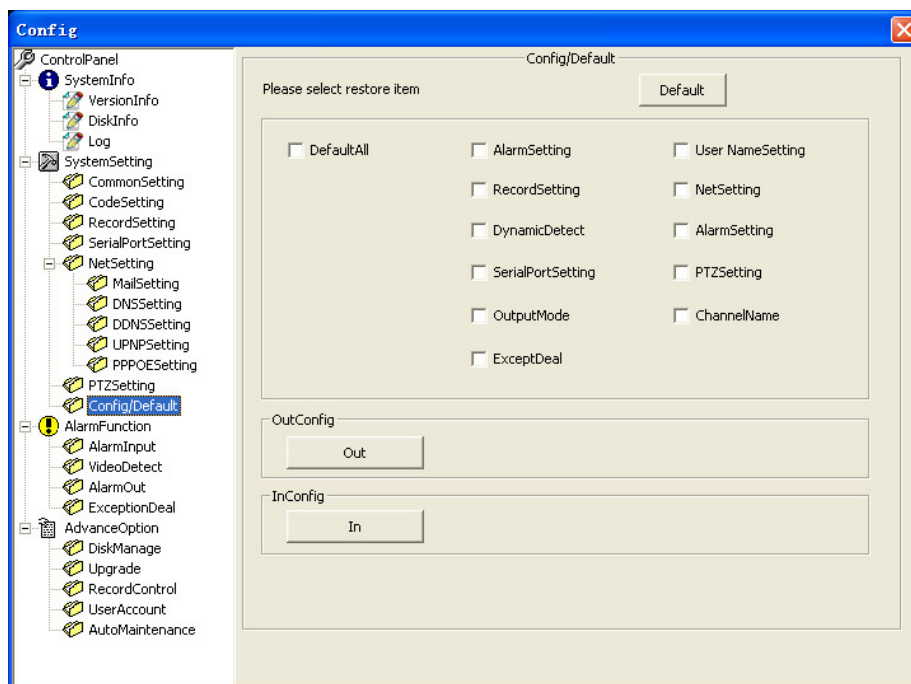 Config
ControlPanel
SystemInfo
VersionInfo
DiskInfo
Log
SystemSetting
CommonSetting
CodeSetting
RecordSetting
SerialPortSetting
NetSetting
MailSetting
DNSSetting
DDNSSetting
UPNPSetting
PPPOESetting
PTZSetting
Config/Default
AlarmFunction
AlarmInput
VideoDetect
AlarmOut
ExceptionDeal
AdvanceOption
DiskManage
Upgrade
RecordControl
UserAccount
AutoMaintenance
Config/Default
Please select restore item
Default
DefaultAll
AlarmSetting
User NameSetting
RecordSetting
NetSetting
DynamicDetect
AlarmSetting
SerialPortSetting
PTZSetting
OutputMode
ChannelName
ExceptDeal
OutConfig
Out
InConfig
In